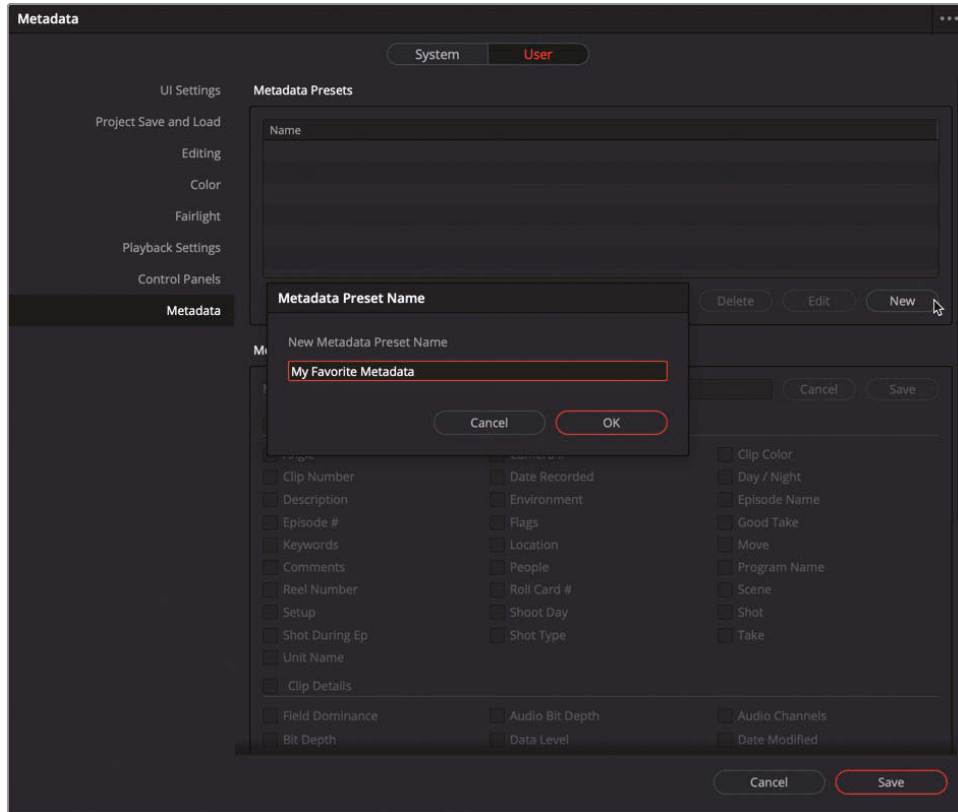 Metadata
System User
UI Settings
Project Save and Load
Editing
Color
Fairlight
Playback Settings
Control Panels
Metadata
Metadata Presets
Name
Delete Edit New
Metadata Preset Name
New Metadata Preset Name
My Favorite Metadata
Cancel OK
Cancel Save
Clip Color
Clip Number Date Recorded Day / Night
Description Environment Episode Name
Episode # Flags Good Take
Keywords Location Move
Comments People Program Name
Reel Number Roll Card # Scene
Setup Shoot Day Shot
Shot During Ep Shot Type Take
Unit Name
Clip Details
Field Dominance Audio Bit Depth Audio Channels
Bit Depth Data Level Date Modified
Cancel Save